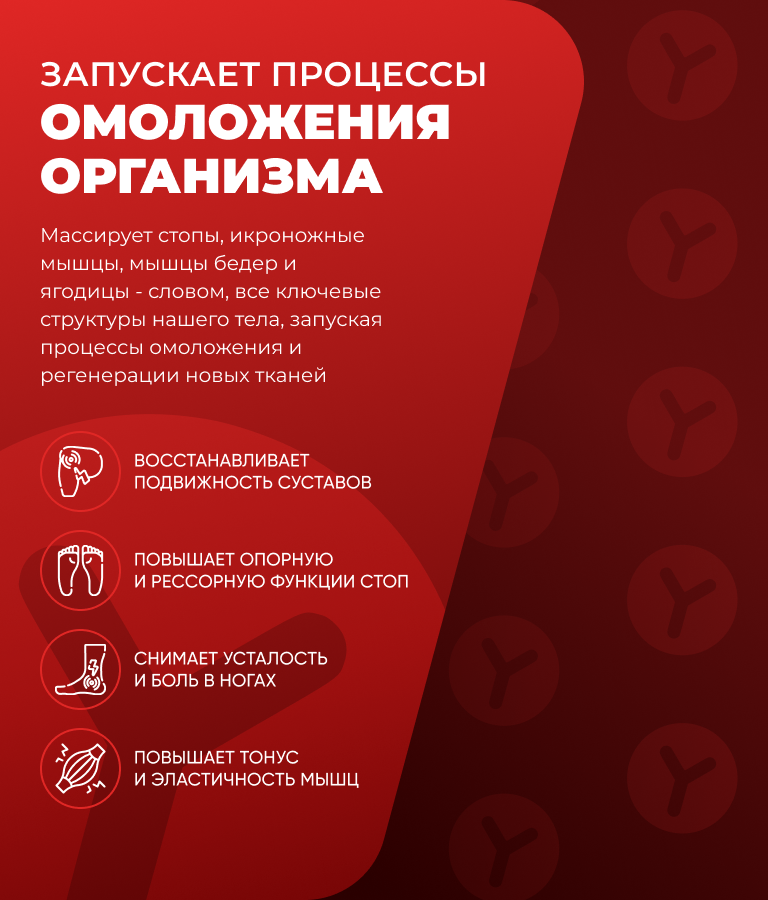 ЗАПУСКАЕТ ПРОЦЕССЫ
ОМОЛОЖЕНИЯ
ОРГАНИЗМА
Массирует стопы, икроножные
мышцы, мышцы бедер и
ягодицы - словом, все ключевые
структуры нашего тела, запуская
процессы омоложения и
регенерации новых тканей
ВОССТАНАВЛИВАЕТ
ПОДВИЖНОСТЬ СУСТАВОВ
ПОВЫШАЕТ ОПОРНУЮ
И РЕССОРНУЮ ФУНКЦИИ СТОП
СНИМАЕТ УСТАЛОСТЬ
И БОЛЬ В НОГАХ
ПОВЫШАЕТ ТОНУС
И ЭЛАСТИЧНОСТЬ МЫШЦ